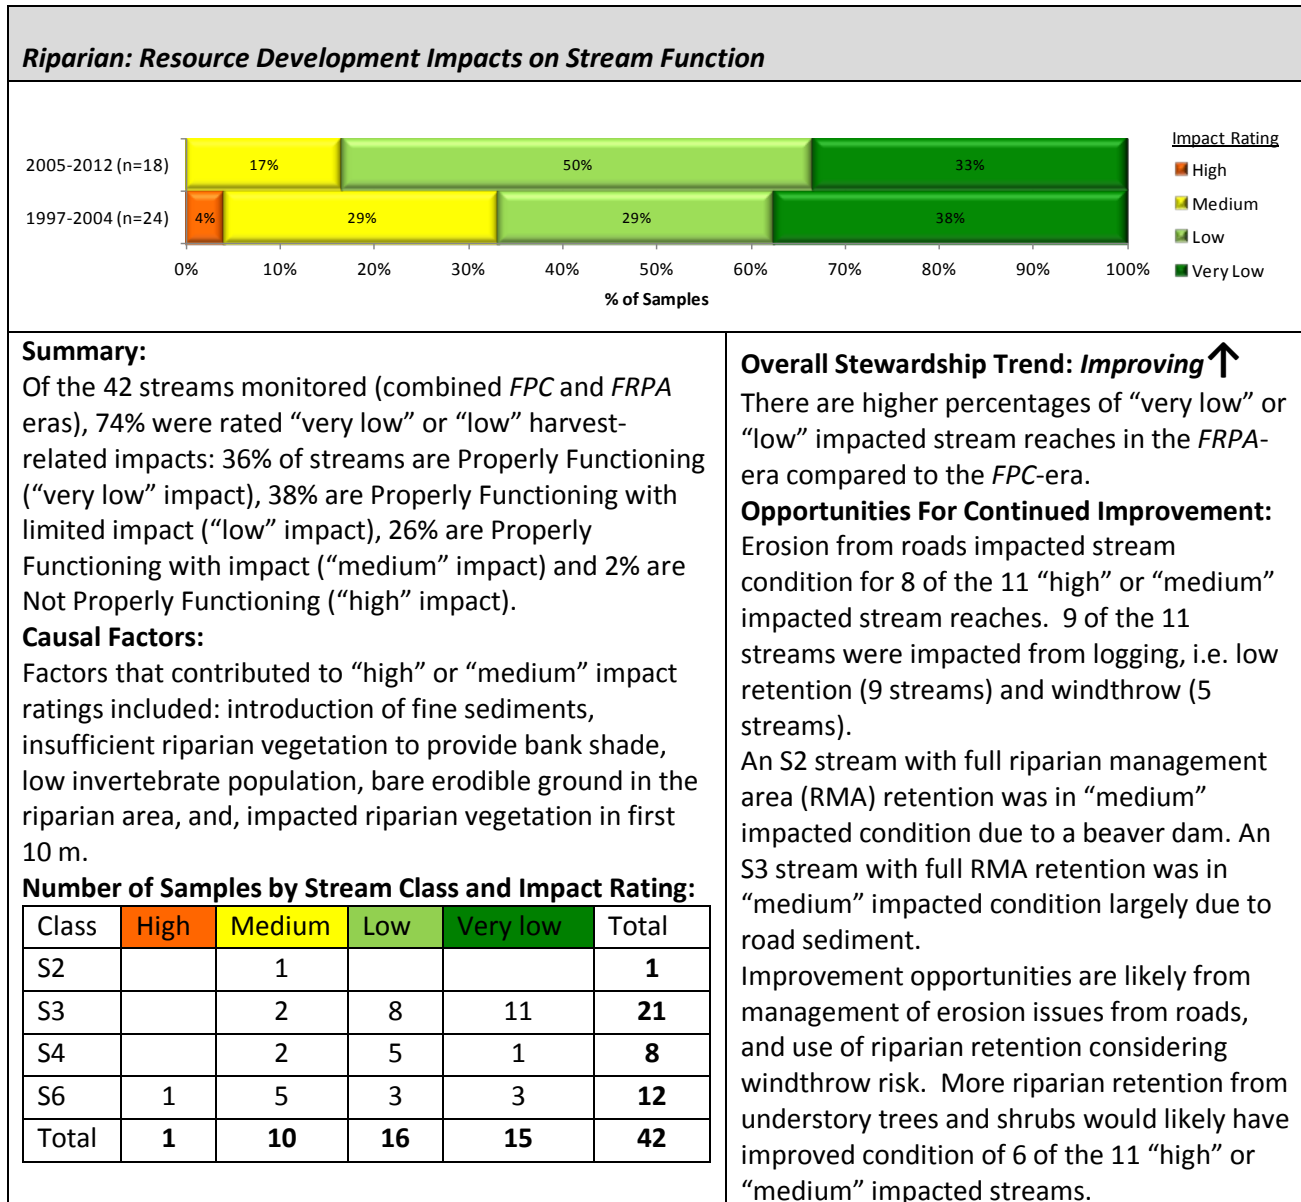 Riparian: Resource Development Impacts on Stream Function
2005-2012 (n=18)
17%
50%
33%
1997-2004 (n=24)
4%
29%
29%
38%
0% 10% 20% 30% 40% 50% 60% 70% 80% 90% 100%
% of Samples
Impact Rating
High
Medium
Low
Very Low
Summary:
Of the 42 streams monitored (combined FPC and FRPA
eras), 74% were rated “very low” or “low” harvest-
related impacts: 36% of streams are Properly Functioning
(“very low” impact), 38% are Properly Functioning with
limited impact (“low” impact), 26% are Properly
Functioning with impact (“medium” impact) and 2% are
Not Properly Functioning (“high” impact).
Causal Factors:
Factors that contributed to “high” or “medium” impact
ratings included: introduction of fine sediments,
insufficient riparian vegetation to provide bank shade,
low invertebrate population, bare erodible ground in the
riparian area, and, impacted riparian vegetation in first
10 m.
Number of Samples by Stream Class and Impact Rating:
Class High Medium Low Very low Total
S2 1 1
S3 2 8 11 21
S4 2 5 1 8
S6 1 5 3 3 12
Total 1 10 16 15 42
Overall Stewardship Trend: Improving↑
There are higher percentages of “very low” or
“low” impacted stream reaches in the FRPA-
era compared to the FPC-era.
Opportunities For Continued Improvement:
Erosion from roads impacted stream
condition for 8 of the 11 “high” or “medium”
impacted stream reaches. 9 of the 11
streams were impacted from logging, i.e. low
retention (9 streams) and windthrow (5
streams).
An S2 stream with full riparian management
area (RMA) retention was in “medium”
impacted condition due to a beaver dam. An
S3 stream with full RMA retention was in
“medium” impacted condition largely due to
road sediment.
Improvement opportunities are likely from
management of erosion issues from roads,
and use of riparian retention considering
windthrow risk. More riparian retention from
understory trees and shrubs would likely have
improved condition of 6 of the 11 “high” or
“medium” impacted streams.